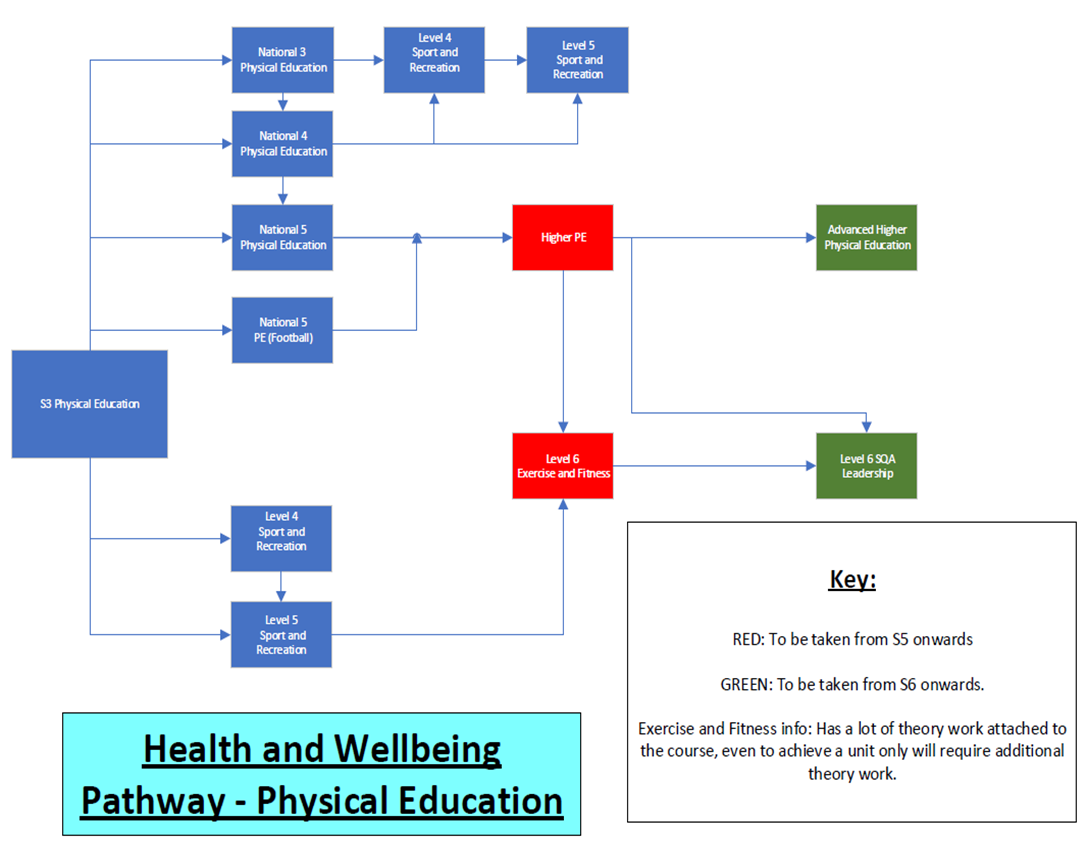 National 3
Physical Education
Level 4
Sport and
Recreation
Level 5
Sport and
Recreation
National 4
Physical Education
National 5
Physical Education
Higher PE
Advanced Higher
Physical Education
National 5
PE (Football)
S3 Physical Education
Level 6
Exercise and Fitness
Level 6 SQA
Leadership
Level 4
Sport and
Recreation
Level 5
Sport and
Recreation
Key:
RED: To be taken from S5 onwards
GREEN: To be taken from S6 onwards.
Exercise and Fitness info: Has a lot of theory work attached to
the course, even to achieve a unit only will require additional
theory work.
Health and Wellbeing
Pathway - Physical Education